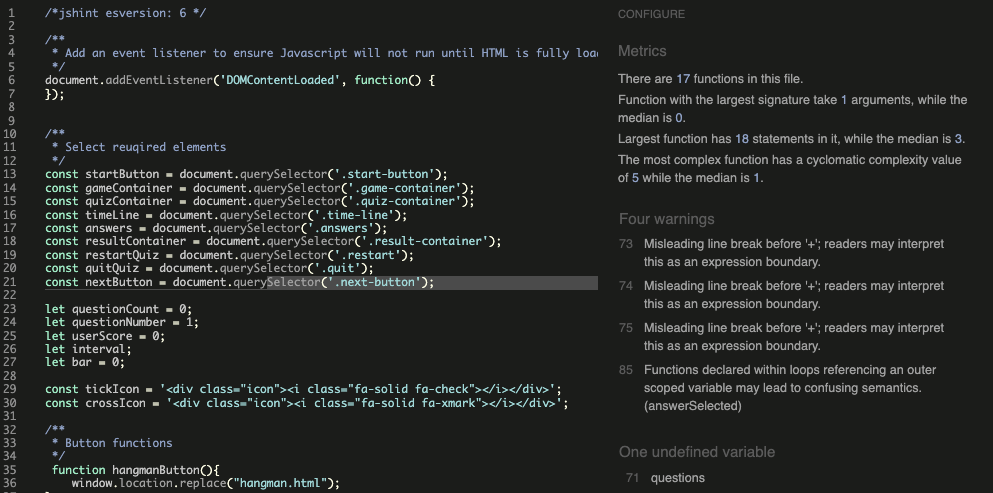 1 /*jshint esversion: 6 */
2
3 /**
4 * Add an event listener to ensure Javascript will not run until HTML is fully loa
5 */
6 document.addEventListener('DOMContentLoaded', function() {
7 });
8
9
10 /**
11 * Select reuqired elements
12 */
13 const startButton = document.querySelector('.start-button');
14 const gameContainer = document.querySelector('.game-container');
15 const quizContainer = document.querySelector('.quiz-container');
16 const timeLine = document.querySelector('.time-line');
17 const answers = document.querySelector('.answers');
18 const resultContainer = document.querySelector('.result-container');
19 const restartQuiz = document.querySelector('.restart');
20 const quitQuiz = document.querySelector('.quit');
21 const nextButton = document.querySelector('.next-button');
22
23 let questionCount = 0;
24 let questionNumber = 1;
25 let userScore = 0;
26 let interval;
27 let bar = 0;
28
29 const tickIcon = '<div class="icon"><i class="fa-solid fa-check"></i></div>';
30 const crossIcon = '<div class="icon"><i class="fa-solid fa-xmark"></i></div>';
31
32 /**
33 * Button functions
34 */
35 function hangmanButton(){
36 window.location.replace("hangman.html");
CONFIGURE
Metrics
There are 17 functions in this file.
Function with the largest signature take 1 arguments, while the
median is 0.
Largest function has 18 statements in it, while the median is 3.
The most complex function has a cyclomatic complexity value
of 5 while the median is 1.
Four warnings
73 Misleading line break before '+'; readers may interpret
this as an expression boundary.
74 Misleading line break before '+'; readers may interpret
this as an expression boundary.
75 Misleading line break before '+'; readers may interpret
this as an expression boundary.
85 Functions declared within loops referencing an outer
scoped variable may lead to confusing semantics.
(answerSelected)
One undefined variable
71 questions